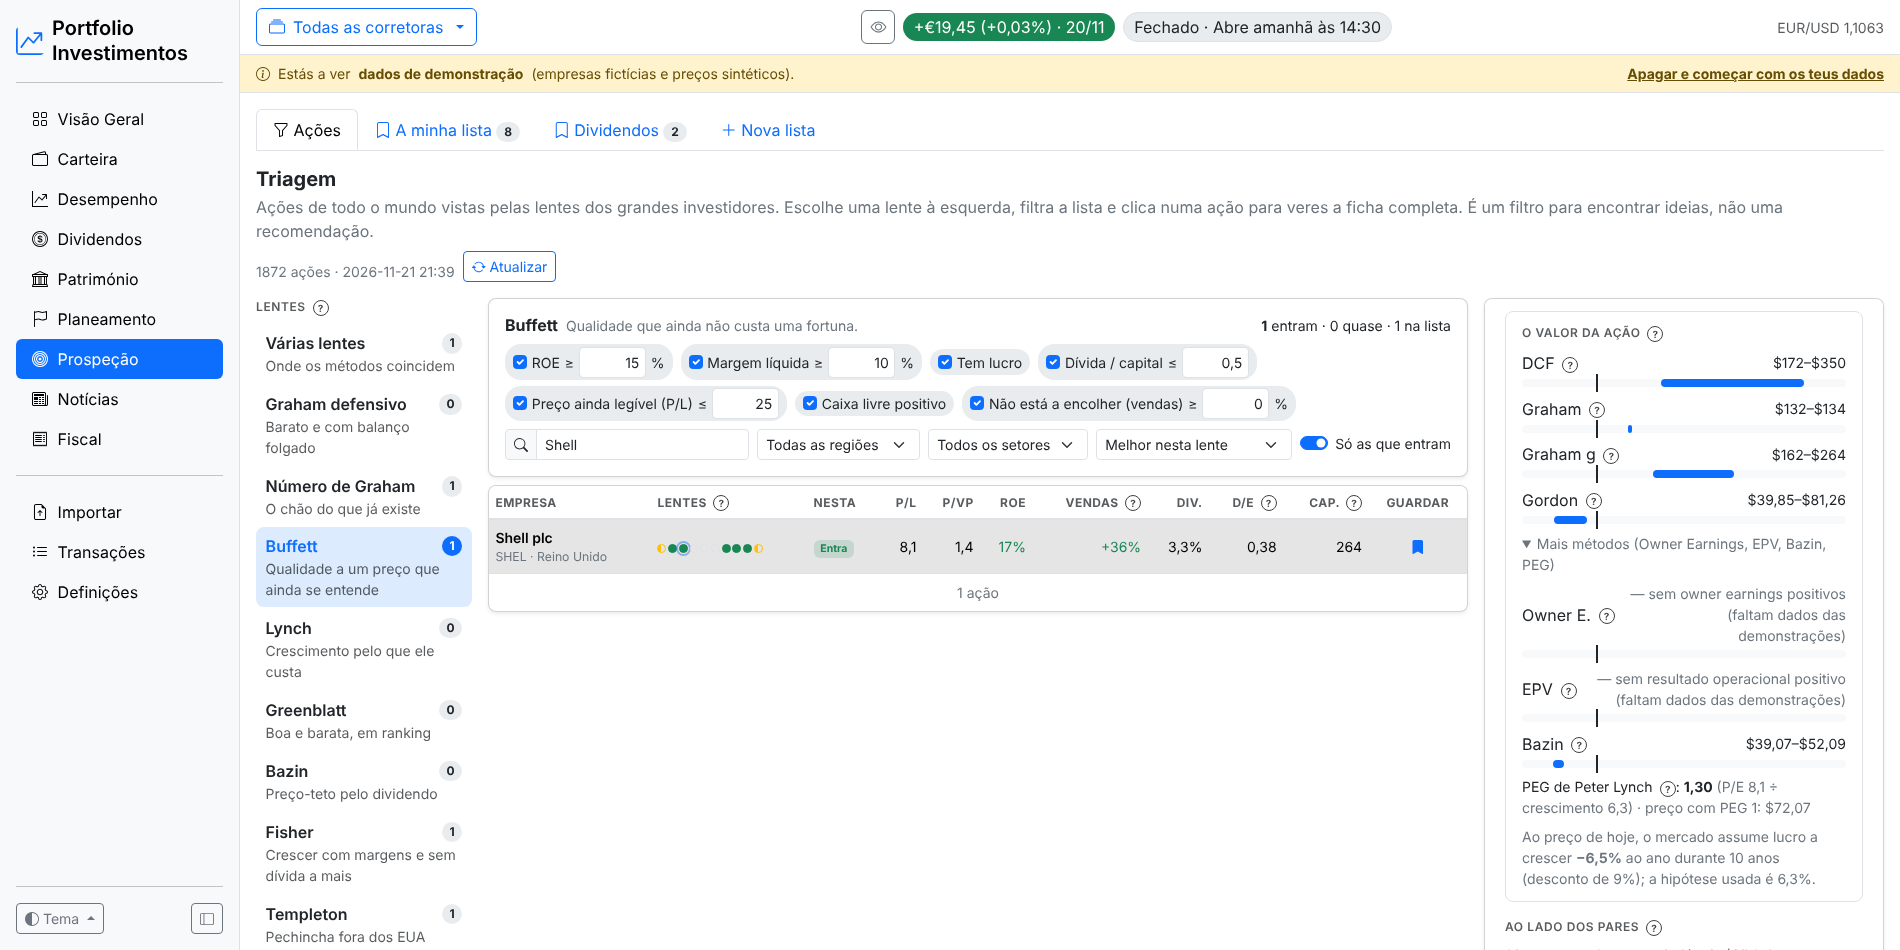 Portfolio
Investimentos
Visão Geral
Carteira
Desempenho
Dividendos
Património
Planeamento
Prospeção
Notícias
Fiscal
Importar
Transações
Definições
Tema
Todas as corretoras
+€19,45 (+0,03%) · 20/11
Fechado · Abre amanhã às 14:30
EUR/USD 1,1063
Estás a ver dados de demonstração (empresas fictícias e preços sintéticos).
Apagar e começar com os teus dados
Ações
A minha lista 8
Dividendos 2
Nova lista
Triagem
Ações de todo o mundo vistas pelas lentes dos grandes investidores. Escolhe uma lente à esquerda, filtra a lista e clica numa ação para veres a ficha completa. É um filtro para encontrar ideias, não uma
recomendação.
1872 ações · 2026-11-21 21:39
Atualizar
LENTES ?
Várias lentes 1
Onde os métodos coincidem
Graham defensivo 0
Barato e com balanço
folgado
Número de Graham 1
O chão do que já existe
Buffett 1
Qualidade a um preço que
ainda se entende
Lynch 0
Crescimento pelo que ele
custa
Greenblatt 0
Boa e barata, em ranking
Bazin 0
Preço-teto pelo dividendo
Fisher 1
Crescer com margens e sem
dívida a mais
Templeton 1
Pechincha fora dos EUA
Buffett Qualidade que ainda não custa uma fortuna.
1 entram · 0 quase · 1 na lista
ROE ≥ 15 %
Margem líquida ≥ 10 %
Tem lucro
Dívida / capital ≤ 0,5
Preço ainda legível (P/L) ≤ 25
Caixa livre positivo
Não está a encolher (vendas) ≥ 0 %
Shell
Todas as regiões
Todos os setores
Melhor nesta lente
Só as que entram
EMPRESA LENTES ? NESTA P/L P/VP ROE VENDAS ? DIV. D/E ? CAP. ? GUARDAR
Shell plc
SHEL · Reino Unido
Entra 8,1 1,4 17% +36% 3,3% 0,38 264
1 ação
O VALOR DA AÇÃO ?
DCF ? $172–$350
Graham ? $132–$134
Graham g ? $162–$264
Gordon ? $39,85–$81,26
▼ Mais métodos (Owner Earnings, EPV, Bazin,
PEG)
Owner E. ? — sem owner earnings positivos
(faltam dados das
demonstrações)
EPV ? — sem resultado operacional positivo
(faltam dados das demonstrações)
Bazin ? $39,07–$52,09
PEG de Peter Lynch ?: 1,30 (P/E 8,1 ÷
crescimento 6,3) · preço com PEG 1: $72,07
Ao preço de hoje, o mercado assume lucro a
crescer −6,5% ao ano durante 10 anos
(desconto de 9%); a hipótese usada é 6,3%.
AO LADO DOS PARES ?